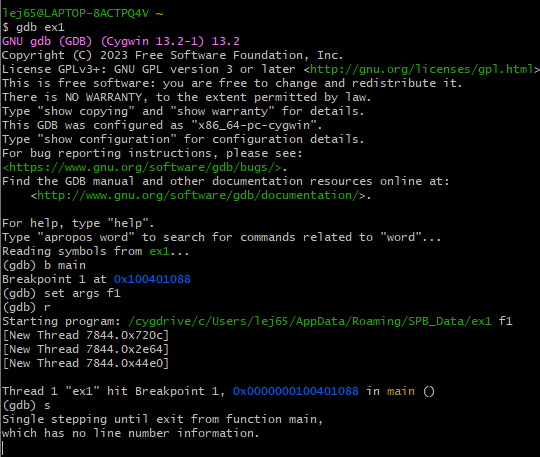 lej65@LAPTOP-8ACTPQ4V ~
$ gdb ex1
GNU gdb (GDB) (Cygwin 13.2-1) 13.2
Copyright (C) 2023 Free Software Foundation, Inc.
License GPLv3+: GNU GPL version 3 or later <http://gnu.org/licenses/gpl.html>
This is free software: you are free to change and redistribute it.
There is NO WARRANTY, to the extent permitted by law.
Type "show copying" and "show warranty" for details.
This GDB was configured as "x86_64-pc-cygwin".
Type "show configuration" for configuration details.
For bug reporting instructions, please see:
<https://www.gnu.org/software/gdb/bugs/>.
Find the GDB manual and other documentation resources online at:
    <http://www.gnu.org/software/gdb/documentation/>.

For help, type "help".
Type "apropos word" to search for commands related to "word"...
Reading symbols from ex1...
(gdb) b main
Breakpoint 1 at 0x100401088
(gdb) set args f1
(gdb) r
Starting program: /cygdrive/c/Users/lej65/AppData/Roaming/SPB_Data/ex1 f1
[New Thread 7844.0x720c]
[New Thread 7844.0x2e64]
[New Thread 7844.0x44e0]

Thread 1 "ex1" hit Breakpoint 1, 0x0000000100401088 in main ()
(gdb) s
Single stepping until exit from function main,
which has no line number information.